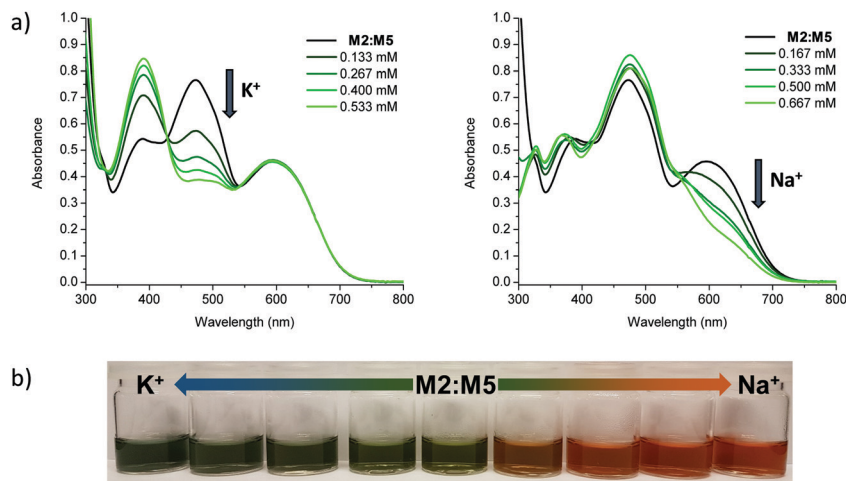 a)
1.0
0.9
0.8
0.7
0.6
0.5
0.4
0.3
0.2
0.1
0.0
Absorbance
300 400 500 600 700 800
Wavelength (nm)
M2:M5
0.133 mM
0.267 mM
0.400 mM
0.533 mM
K⁺
1.0
0.9
0.8
0.7
0.6
0.5
0.4
0.3
0.2
0.1
0.0
Absorbance
300 400 500 600 700 800
Wavelength (nm)
M2:M5
0.167 mM
0.333 mM
0.500 mM
0.667 mM
Na⁺
b)
K⁺ M2:M5 Na⁺